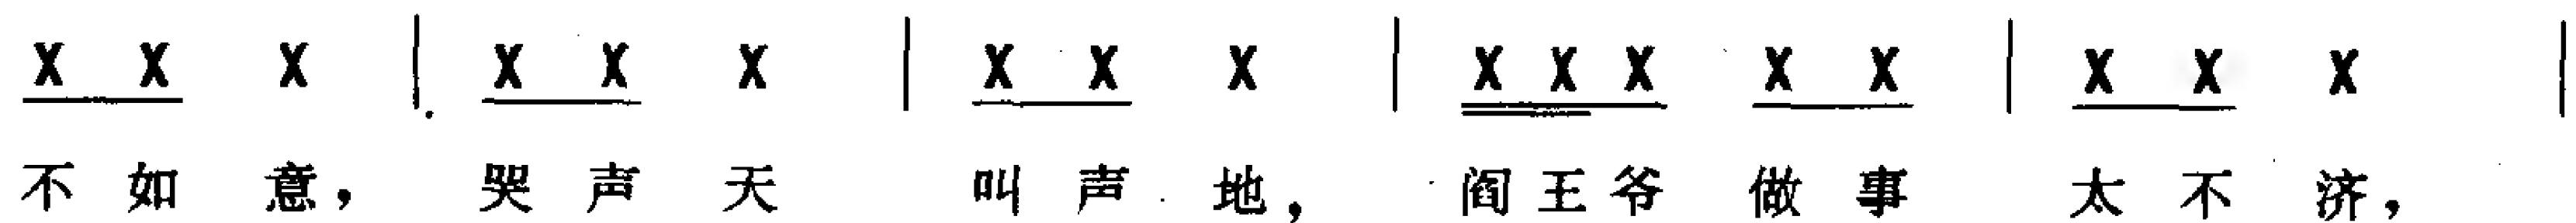 X X X | X X X | X X X | X X X X X | X X X |
不如意，哭声天 叫声地，阎王爷做事 太不济，